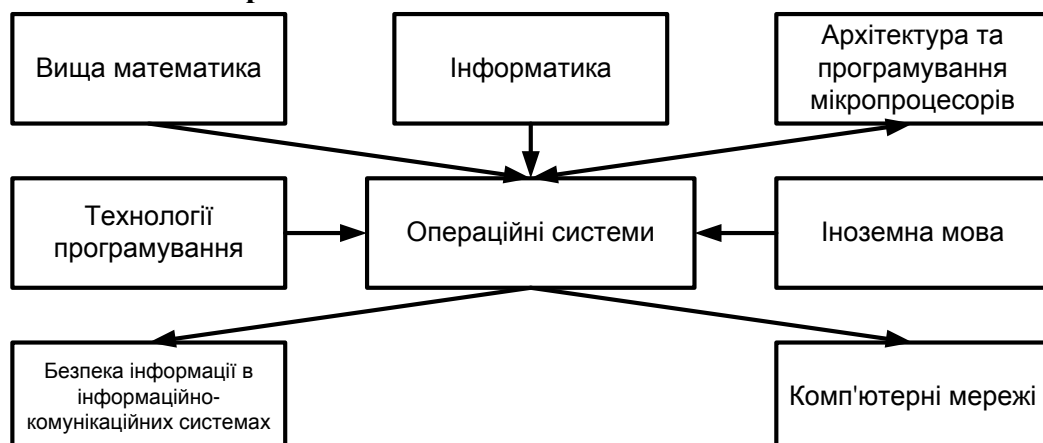 Вища математика
Інформатика
Архітектура та
програмування
мікропроцесорів
Технології
програмування
Операційні системи
Іноземна мова
Безпека інформації в
інформаційно-
комунікаційних системах
Комп'ютерні мережі